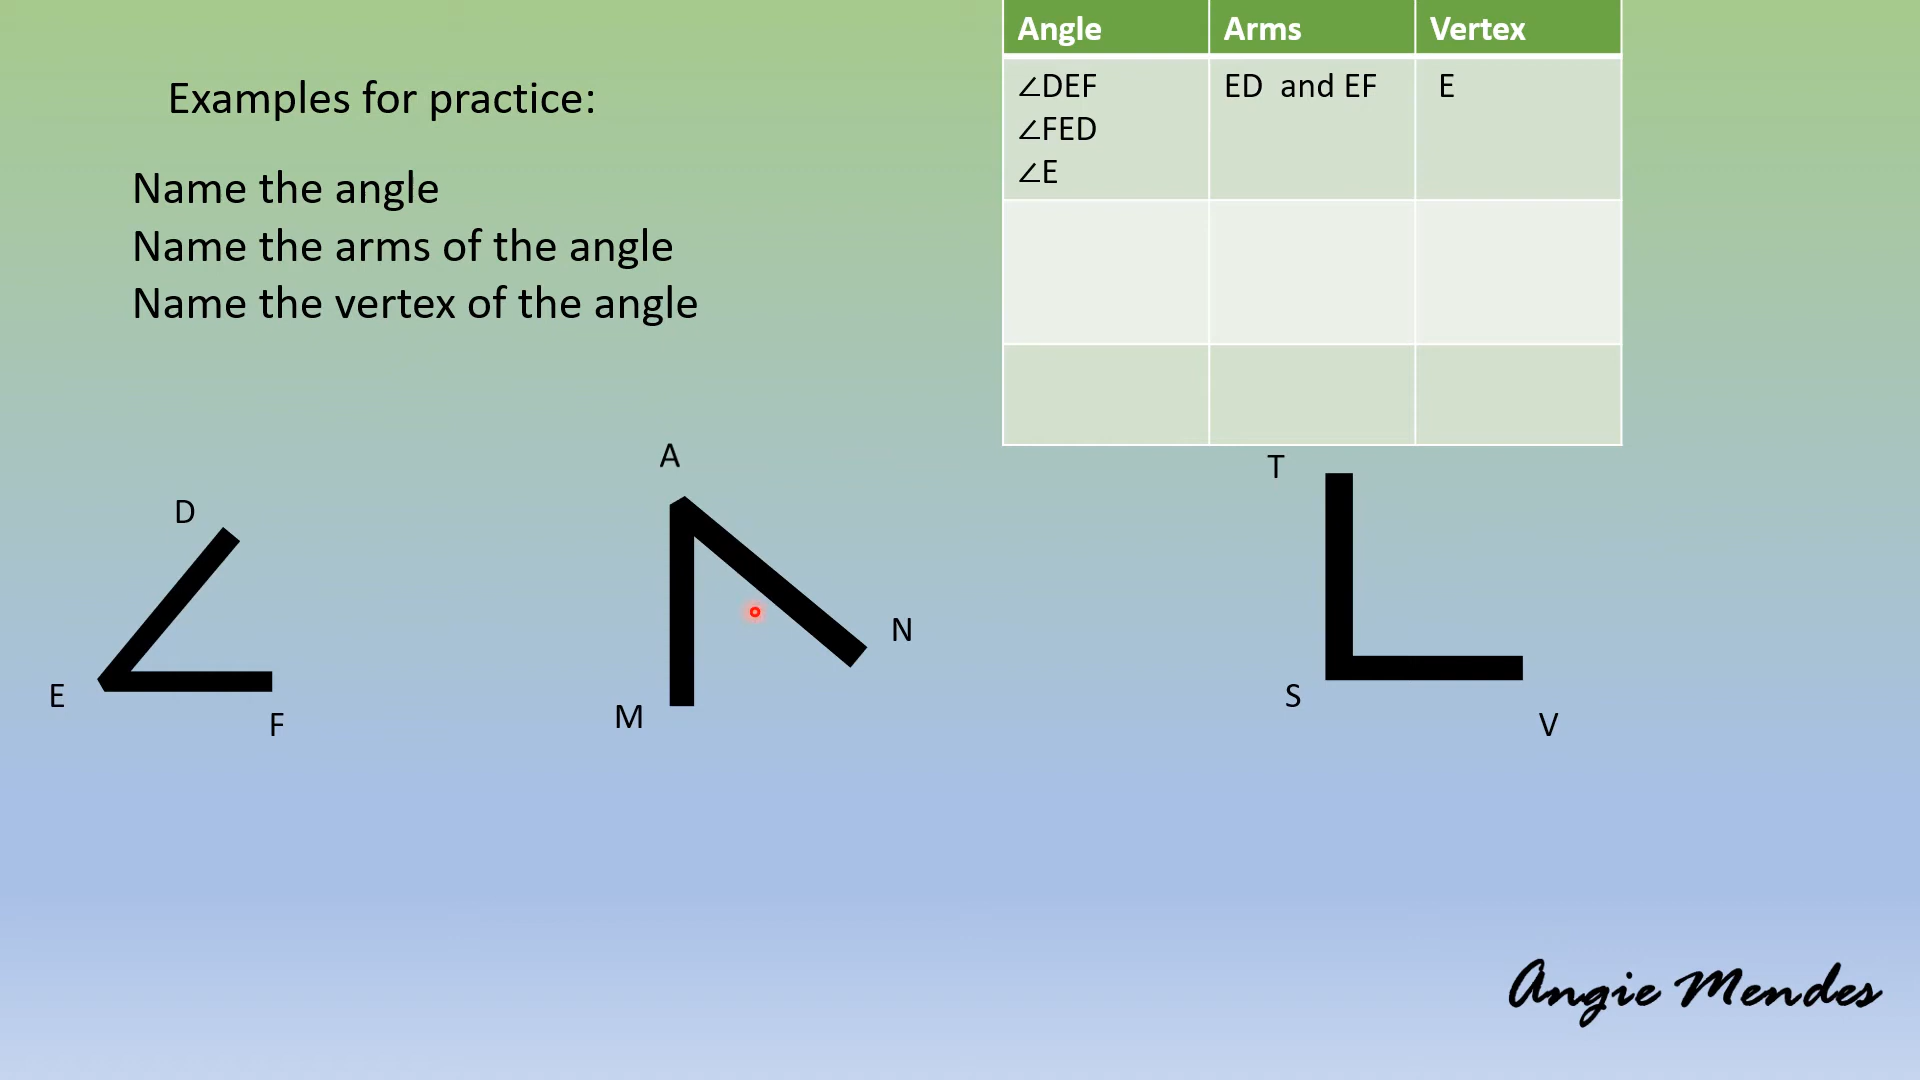 Examples for practice:
Name the angle
Name the arms of the angle
Name the vertex of the angle
Angle Arms Vertex
∠DEF ED and EF E
∠FED
∠E
A
T
D
N
E
S
M
F
V
Angie Mendes